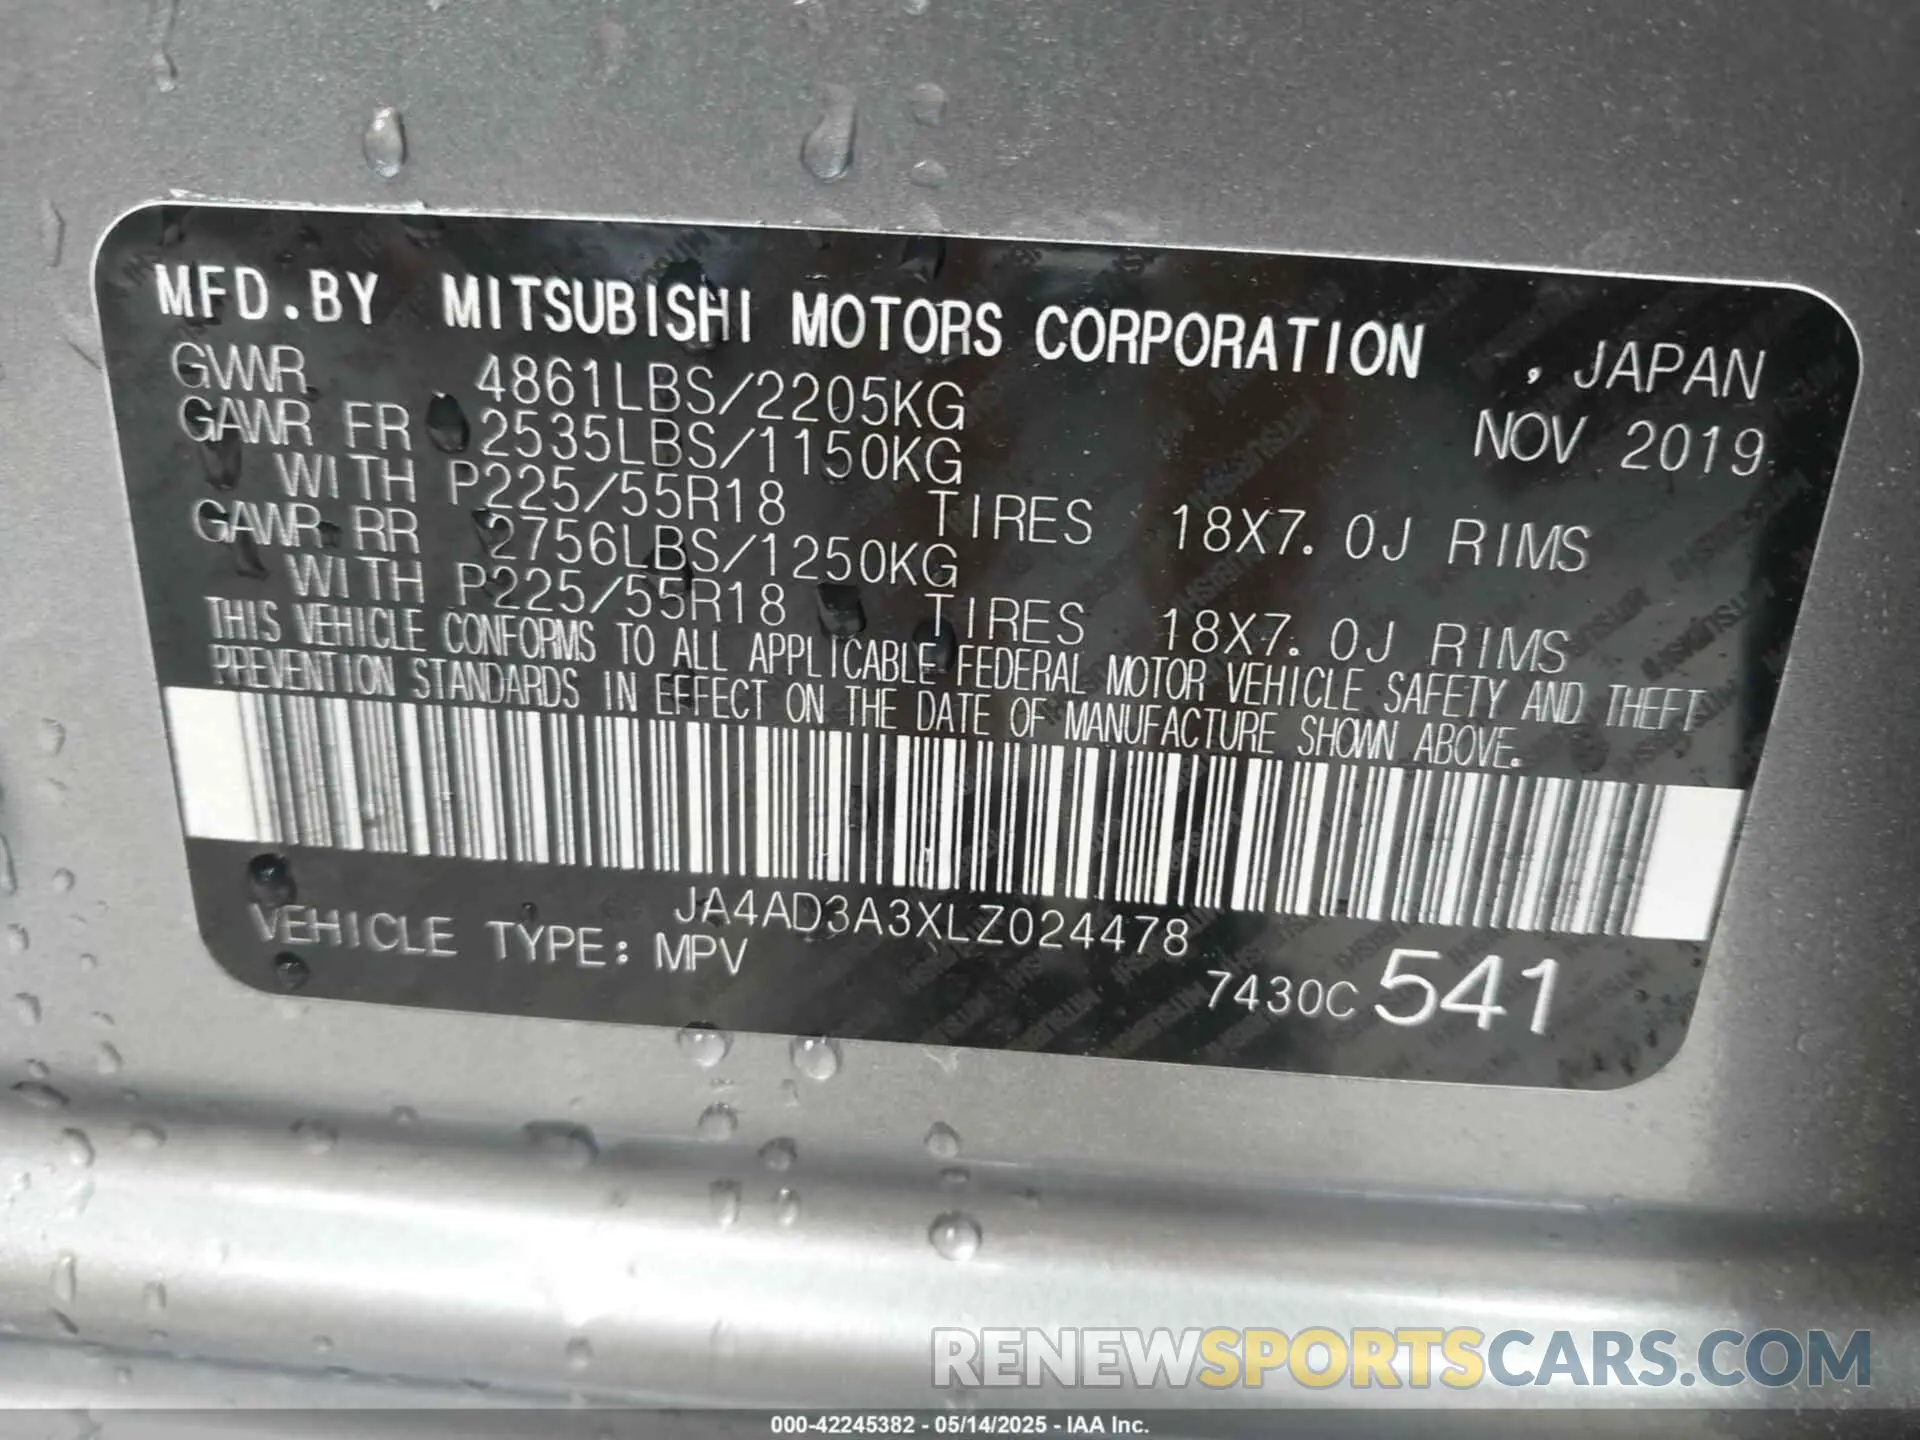 MFD.BY MITSUBISHI MOTORS CORPORATION , JAPAN
GVWR 4861LBS/2205KG NOV 2019
GAWR FR 2535LBS/1150KG
WITH P225/55R18 TIRES 18X7.0J RIMS
GAWR RR 2756LBS/1250KG
WITH P225/55R18 TIRES 18X7.0J RIMS
THIS VEHICLE CONFORMS TO ALL APPLICABLE FEDERAL MOTOR VEHICLE SAFETY AND THEFT
PREVENTION STANDARDS IN EFFECT ON THE DATE OF MANUFACTURE SHOWN ABOVE.
JA4AD3A3XLZ024478
VEHICLE TYPE: MPV
7430C 541
RENEWSPORTSCARS.COM
000-42245382 - 05/14/2025 - IAA Inc.